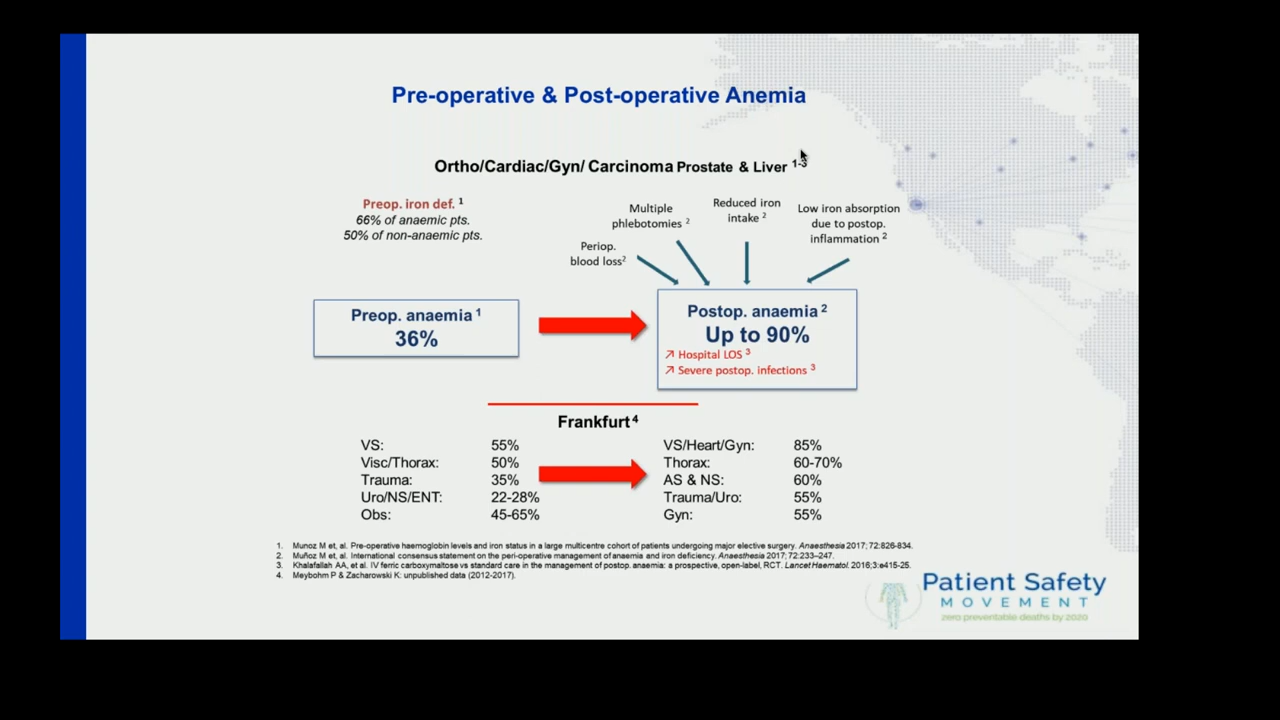 Pre-operative & Post-operative Anemia
Ortho/Cardiac/Gyn/ Carcinoma Prostate & Liver 1-3
Preop. iron def. 1
66% of anaemic pts.
50% of non-anaemic pts.
Periop.
blood loss2
Multiple
phlebotomies 2
Reduced iron
intake 2
Low iron absorption
due to postop.
inflammation 2
Preop. anaemia 1
36%
Postop. anaemia 2
Up to 90%
↗ Hospital LOS 3
↗ Severe postop. infections 3
Frankfurt 4
VS: 55%
Visc/Thorax: 50%
Trauma: 35%
Uro/NS/ENT: 22-28%
Obs: 45-65%
VS/Heart/Gyn: 85%
Thorax: 60-70%
AS & NS: 60%
Trauma/Uro: 55%
Gyn: 55%
1. Munoz M et, al. Pre-operative haemoglobin levels and iron status in a large multicentre cohort of patients undergoing major elective surgery. Anaesthesia 2017; 72:826-834.
2. Muñoz M et, al. International consensus statement on the peri-operative management of anaemia and iron deficiency. Anaesthesia 2017; 72:233–247.
3. Khalafallah AA, et al. IV ferric carboxymaltose vs standard care in the management of postop. anaemia: a prospective, open-label, RCT. Lancet Haematol. 2016;3:e415-25.
4. Meybohm P & Zacharowski K: unpublished data (2012-2017).
Patient Safety
MOVEMENT
zero preventable deaths by 2020